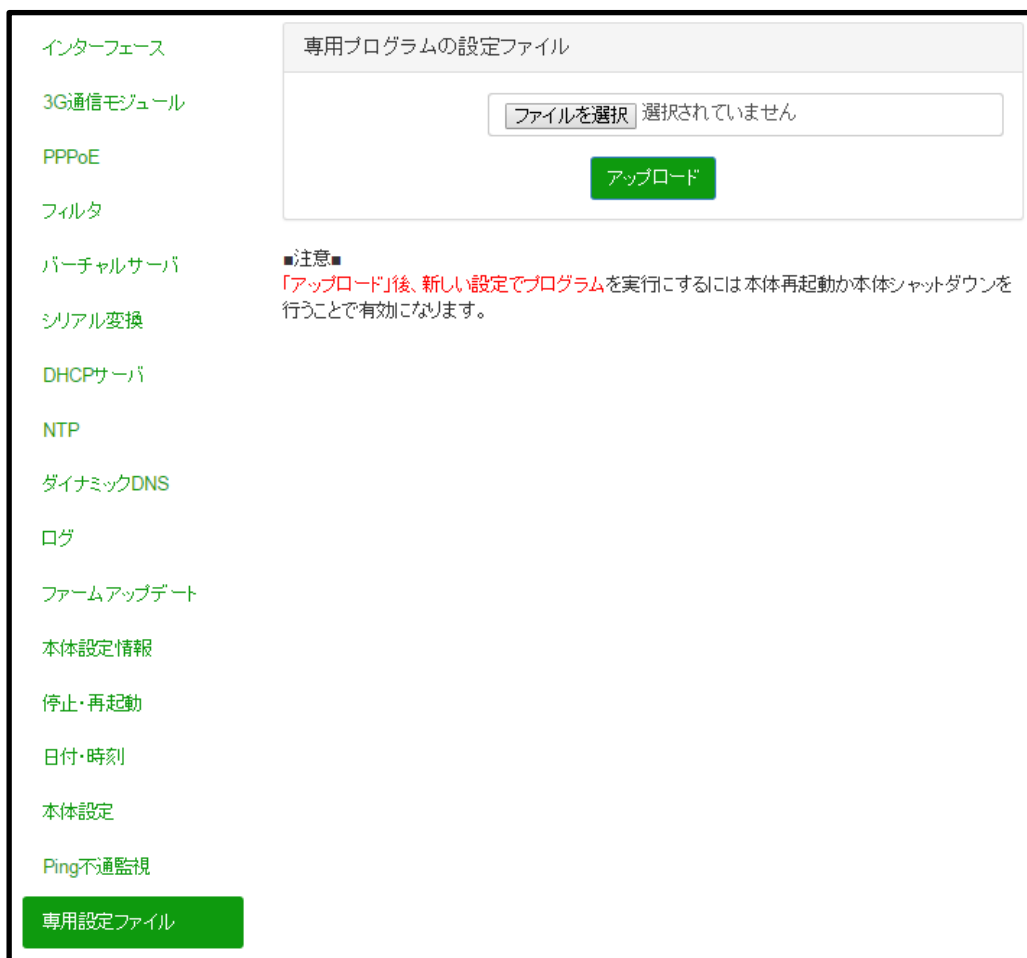 インターフェース
3G通信モジュール
PPPoE
フィルタ
バーチャルサーバ
シリアル変換
DHCPサーバ
NTP
ダイナミックDNS
ログ
ファームアップデート
本体設定情報
停止・再起動
日付・時刻
本体設定
Ping不通監視
専用設定ファイル
専用プログラムの設定ファイル
ファイルを選択 選択されていません
アップロード
■注意■
「アップロード」後、新しい設定でプログラムを実行にするには本体再起動か本体シャットダウンを
行うことで有効になります。